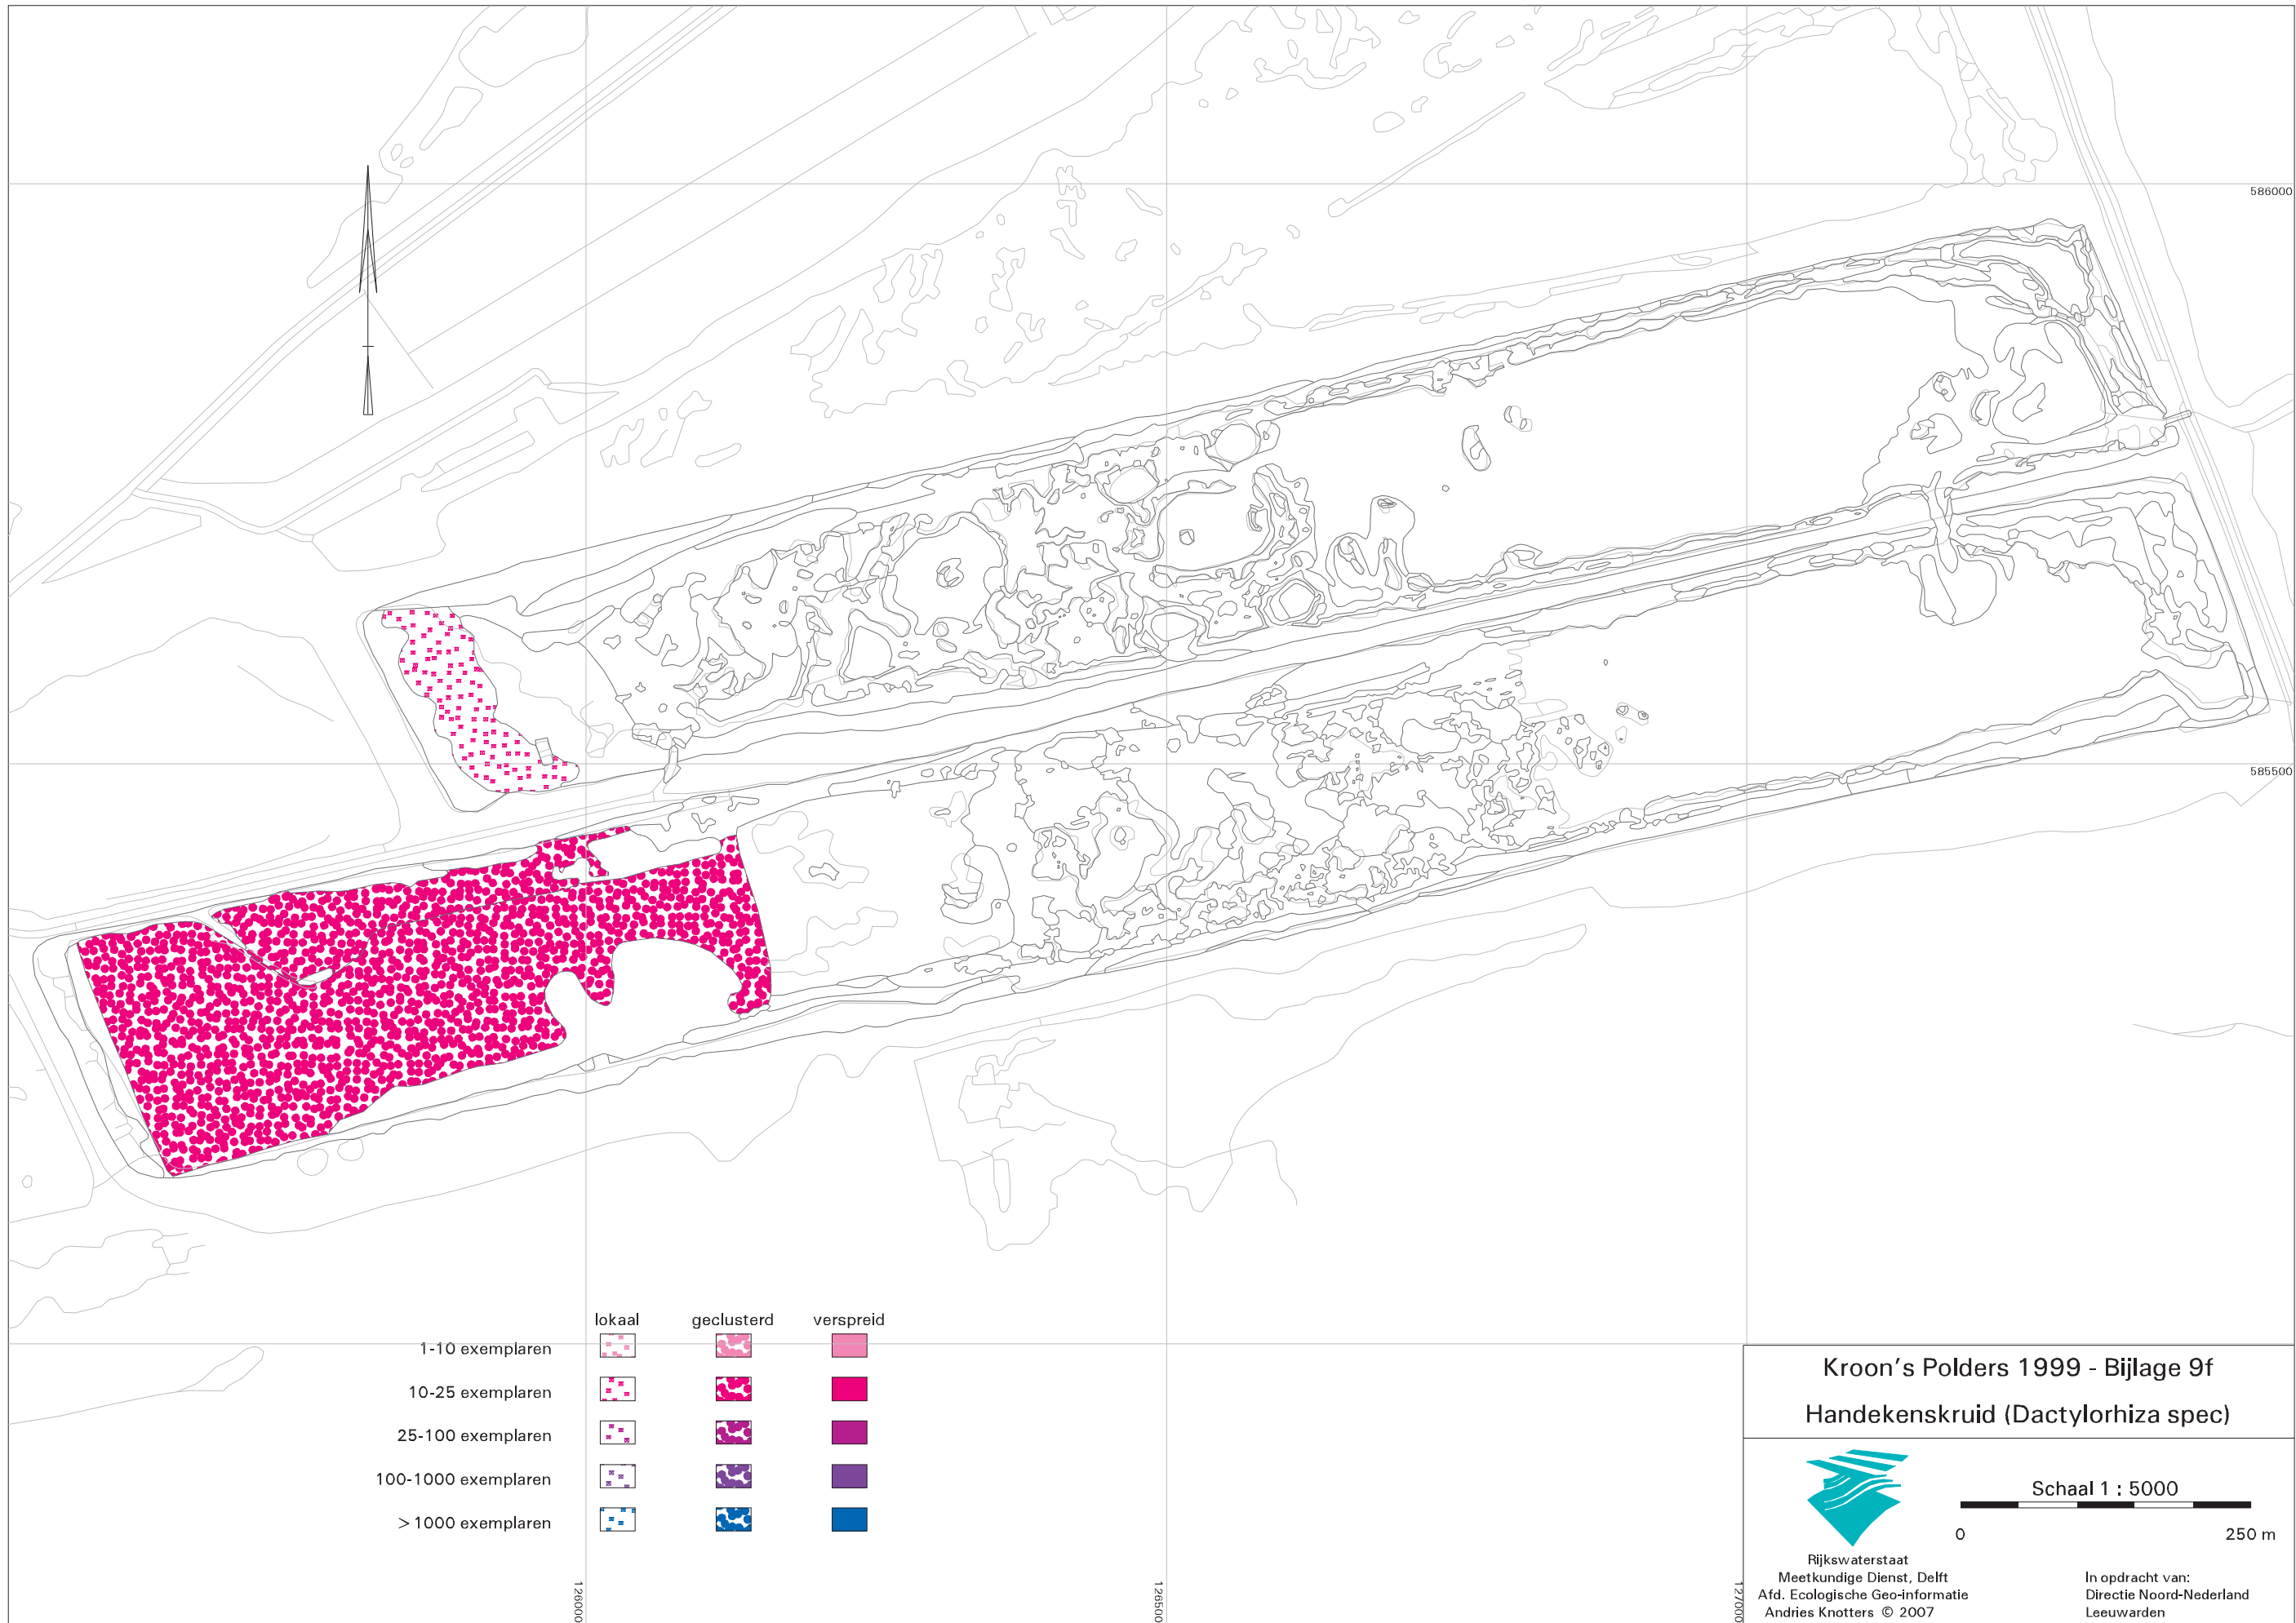 586000
585500
lokaal geclusterd verspreid
1-10 exemplaren
10-25 exemplaren
25-100 exemplaren
100-1000 exemplaren
>1000 exemplaren
126000
126500
127000
Kroon's Polders 1999 - Bijlage 9f
Handekenskruid (Dactylorhiza spec)
Schaal 1 : 5000
0 250 m
Rijkswaterstaat
Meetkundige Dienst, Delft
Afd. Ecologische Geo-informatie
Andries Knotters © 2007
In opdracht van:
Directie Noord-Nederland
Leeuwarden